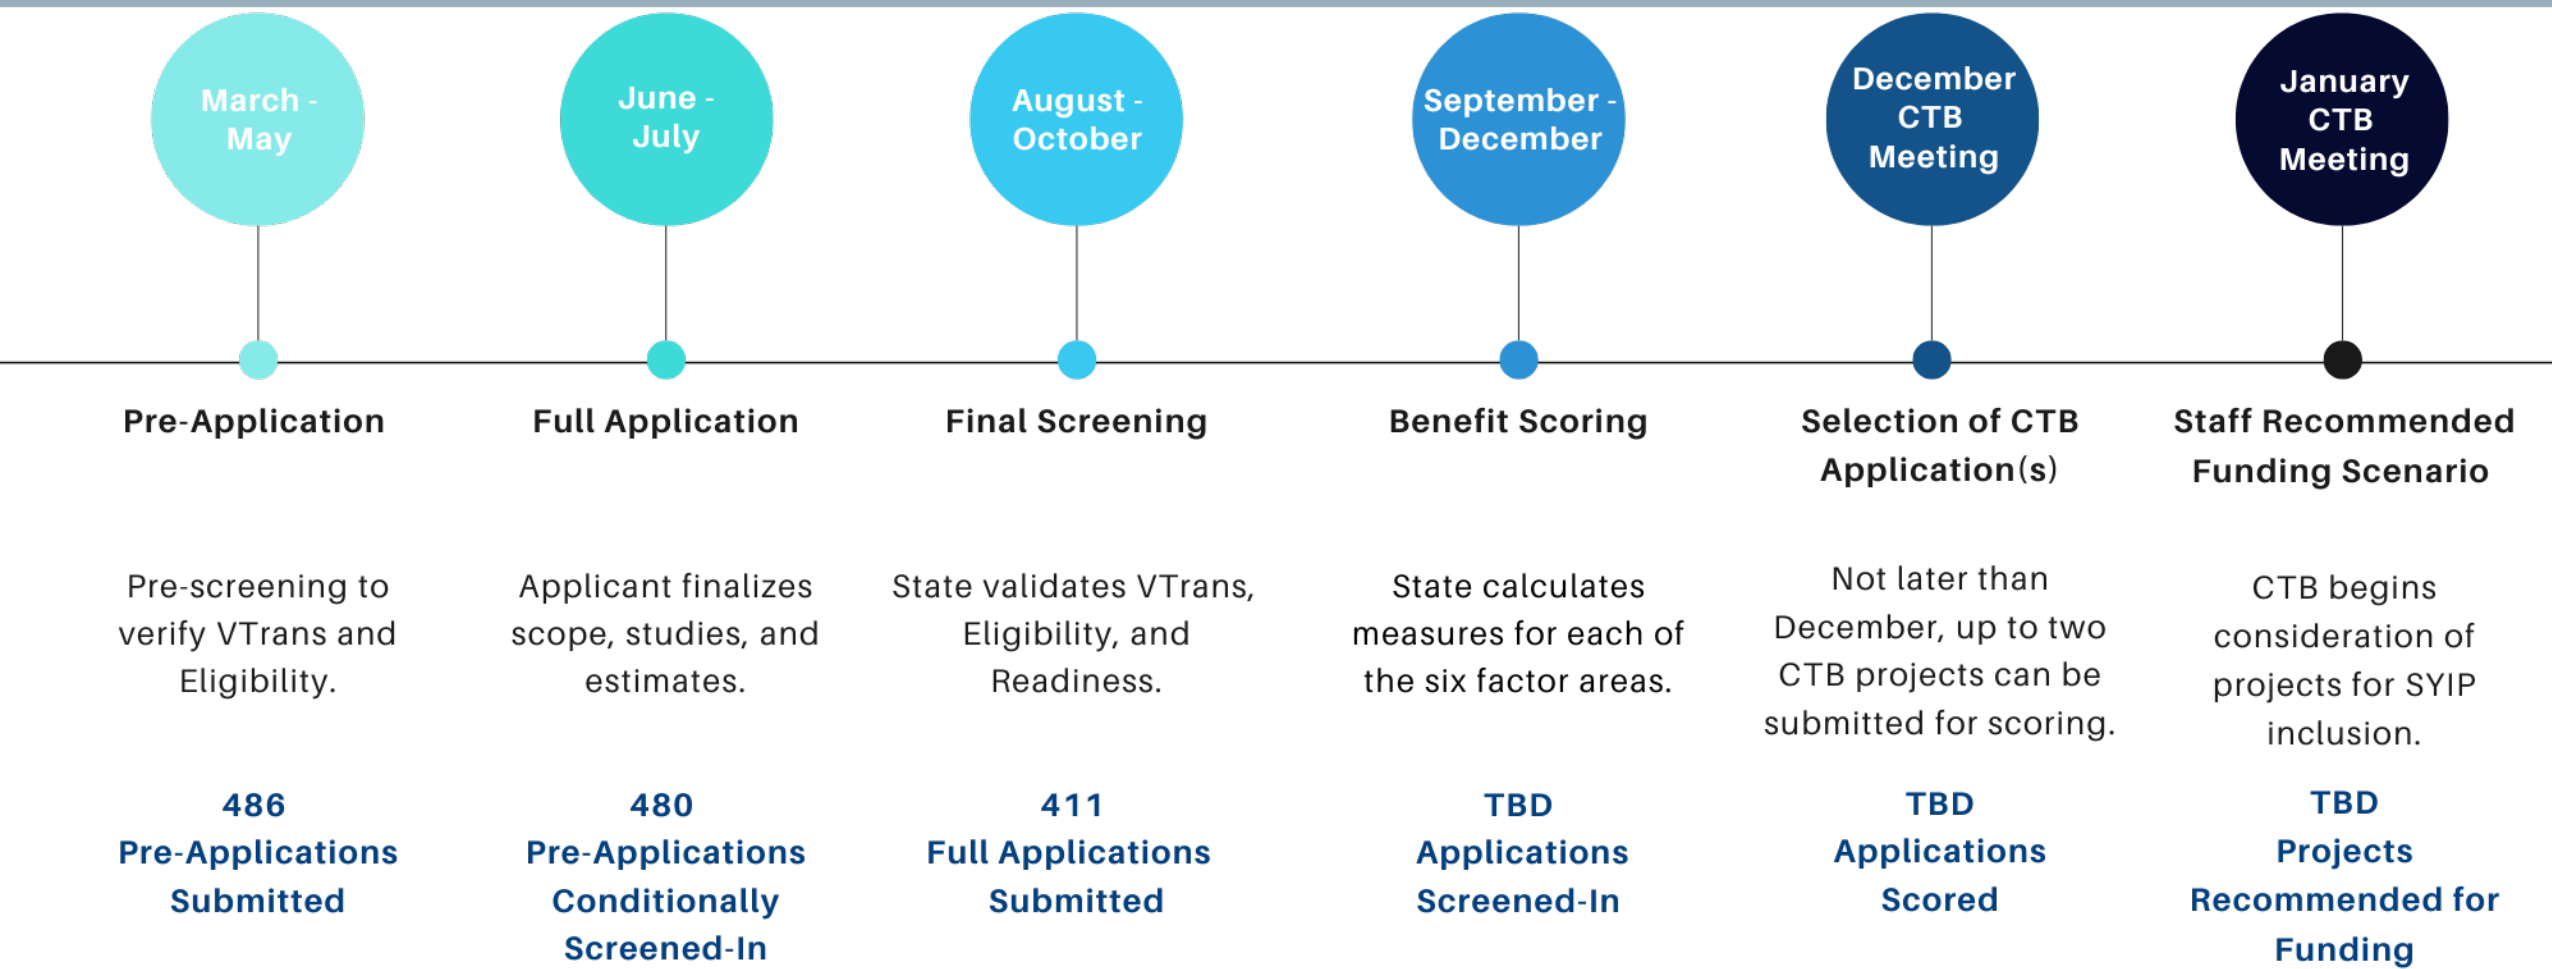 March -
May
June -
July
August -
October
September -
December
December
CTB
Meeting
January
CTB
Meeting
Pre-Application
Full Application
Final Screening
Benefit Scoring
Selection of CTB
Application(s)
Staff Recommended
Funding Scenario
Pre-screening to
verify VTrans and
Eligibility.
Applicant finalizes
scope, studies, and
estimates.
State validates VTrans,
Eligibility, and
Readiness.
State calculates
measures for each of
the six factor areas.
Not later than
December, up to two
CTB projects can be
submitted for scoring.
CTB begins
consideration of
projects for SYIP
inclusion.
486
Pre-Applications
Submitted
480
Pre-Applications
Conditionally
Screened-In
411
Full Applications
Submitted
TBD
Applications
Screened-In
TBD
Applications
Scored
TBD
Projects
Recommended for
Funding